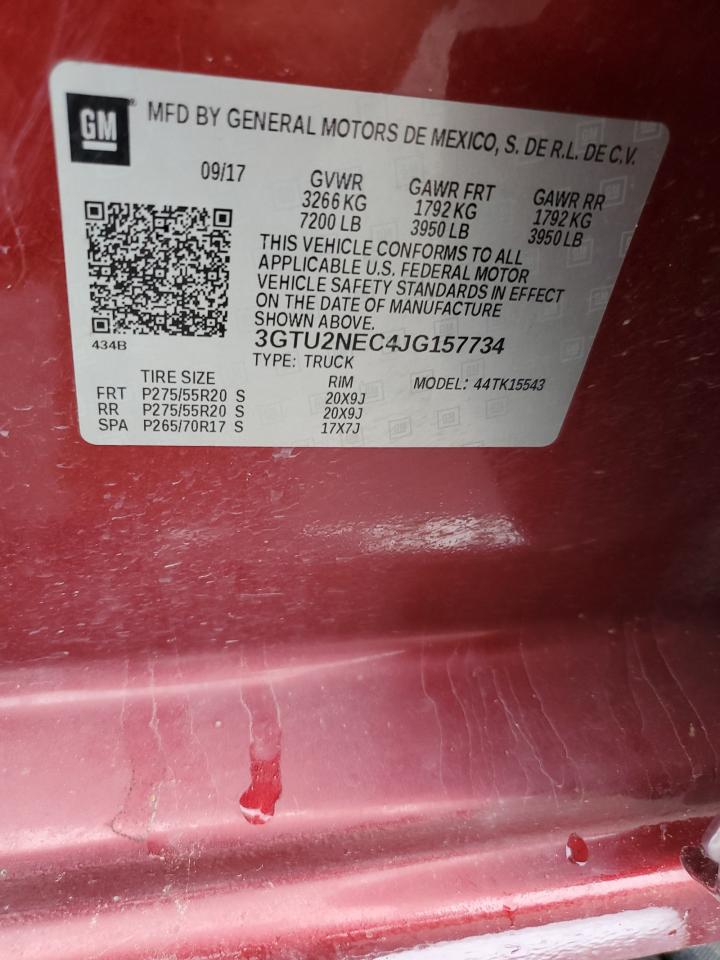 GM® MFD BY GENERAL MOTORS DE MEXICO, S. DE R.L. DE C.V.
09/17 GVWR GAWR FRT GAWR RR
3266 KG 1792 KG 1792 KG
7200 LB 3950 LB 3950 LB
THIS VEHICLE CONFORMS TO ALL
APPLICABLE U.S. FEDERAL MOTOR
VEHICLE SAFETY STANDARDS IN EFFECT
ON THE DATE OF MANUFACTURE
SHOWN ABOVE.
434B 3GTU2NEC4JG157734
TYPE: TRUCK
TIRE SIZE RIM MODEL: 44TK15543
FRT P275/55R20 S 20X9J
RR P275/55R20 S 20X9J
SPA P265/70R17 S 17X7J